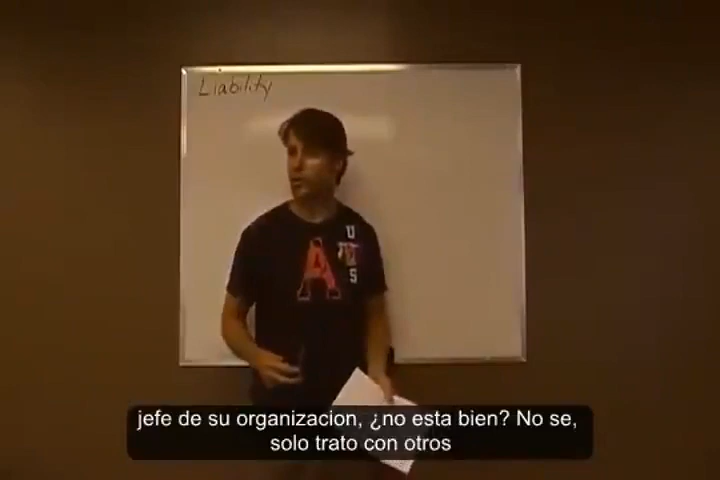 Liability
A
U
S
jefe de su organizacion, ¿no esta bien? No se,
solo trato con otros